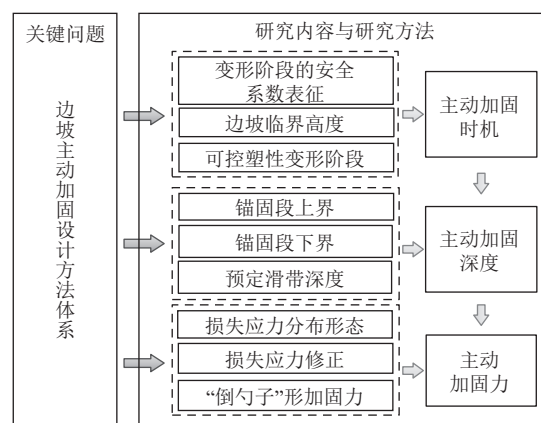 关键问题
研究内容与研究方法
边坡主动加固设计方法体系
变形阶段的安全
系数表征
边坡临界高度
可控塑性变形阶段
主动加固
时机
锚固段上界
锚固段下界
预定滑带深度
主动加固
深度
损失应力分布形态
损失应力修正
“倒勺子”形加固力
主动
加固力